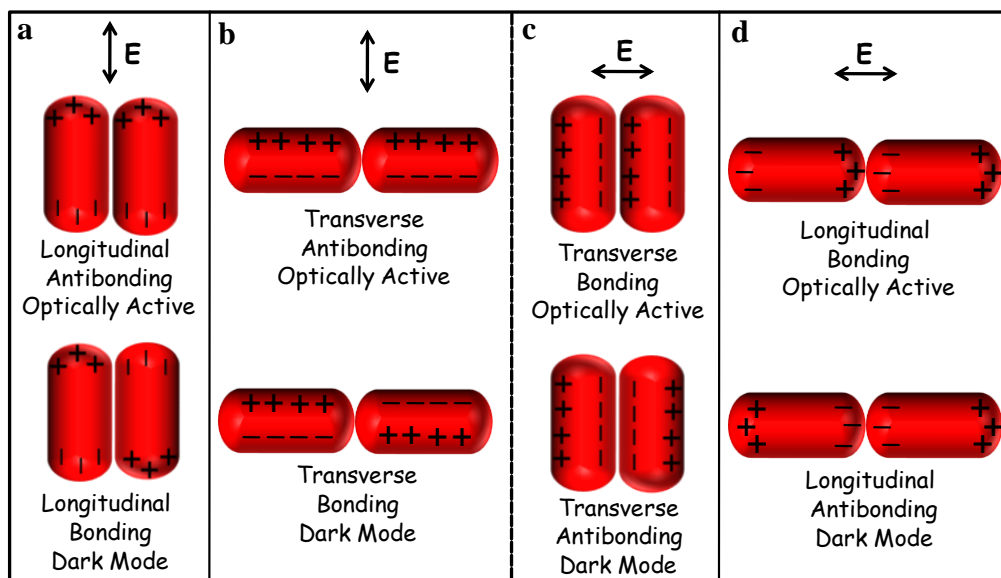 a
E
+ + +
+ + +
| | |
| | |
Longitudinal
Antibonding
Optically Active
+ + +
| | |
| | |
+ + +
Longitudinal
Bonding
Dark Mode
b
E
+ + + +
+ + + +
− − − −
− − − −
Transverse
Antibonding
Optically Active
+ + + +
− − − −
− − − −
+ + + +
Transverse
Bonding
Dark Mode
c
E
+ | + |
+ | + |
+ | + |
+ | + |
Transverse
Bonding
Optically Active
+ | | +
+ | | +
+ | | +
+ | | +
Transverse
Antibonding
Dark Mode
d
E
− + − +
− + − +
− + − +
Longitudinal
Bonding
Optically Active
+ − − +
+ − − +
+ − − +
Longitudinal
Antibonding
Dark Mode